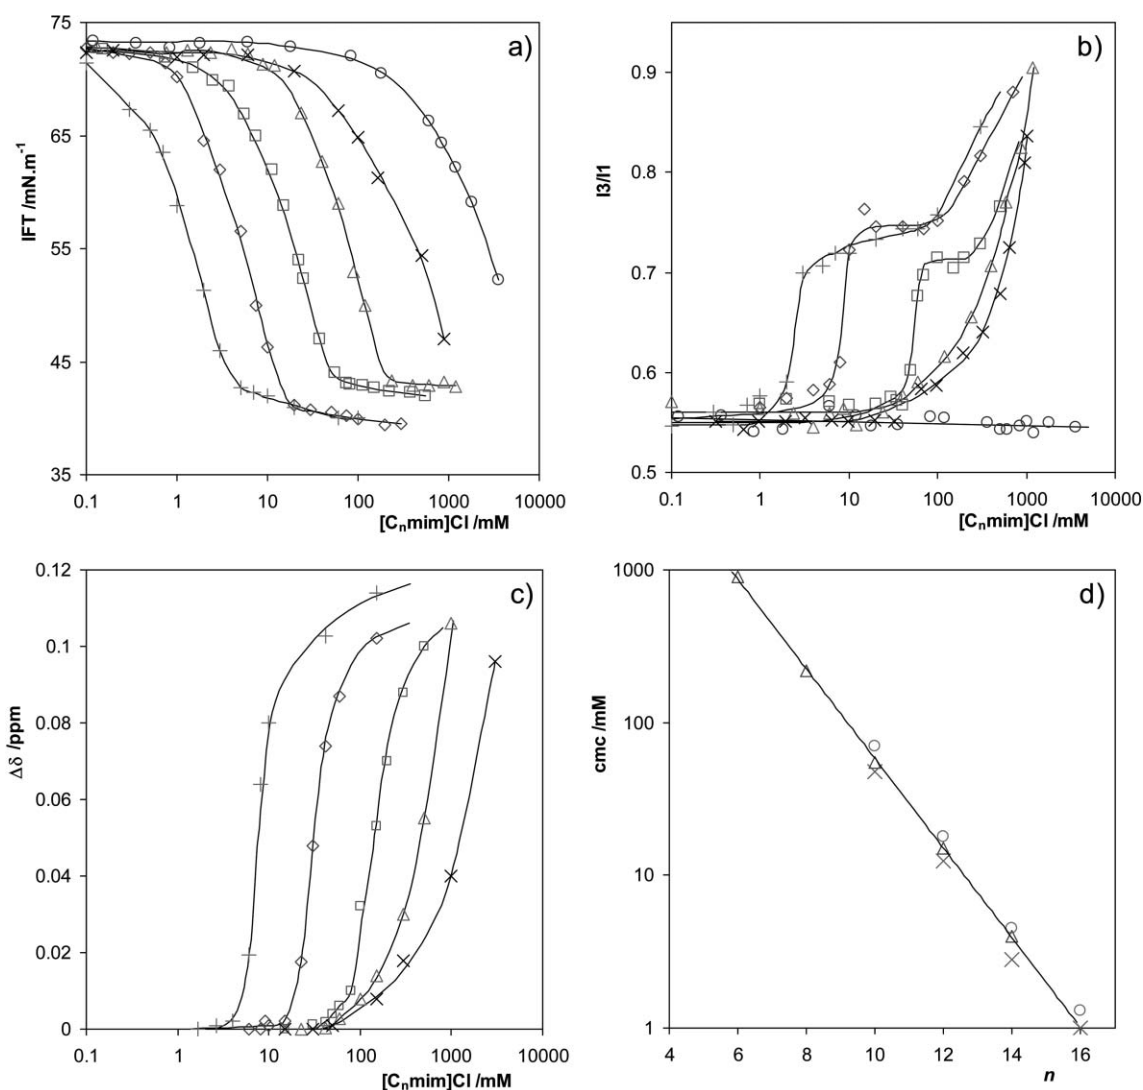 a)
75
65
55
45
35
IFT /mN.m-1
0.1 1 10 100 1000 10000
[Cnmim]Cl /mM
b)
0.9
0.8
0.7
0.6
0.5
I3/I1
0.1 1 10 100 1000 10000
[Cnmim]Cl /mM
c)
0.12
0.1
0.08
0.06
0.04
0.02
0
Δδ /ppm
0.1 1 10 100 1000 10000
[Cnmim]Cl /mM
d)
1000
100
10
1
cmc /mM
4 6 8 10 12 14 16
n